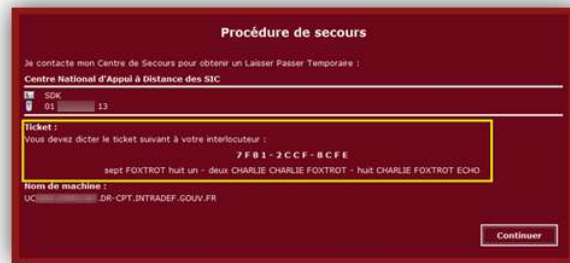 Procédure de secours
Je contacte mon Centre de Secours pour obtenir un Laisser Passer Temporaire :
Centre National d'Appui à Distance des SIC
SDK
01 13
Ticket :
Vous devez dicter le ticket suivant à votre interlocuteur :
7F81-2CCF-8CFE
sept FOXTROT huit un - deux CHARLIE CHARLIE FOXTROT - huit CHARLIE FOXTROT ECHO
Nom de machine :
UC .DR-CPT.INTRADEF.GOUV.FR
Continuer